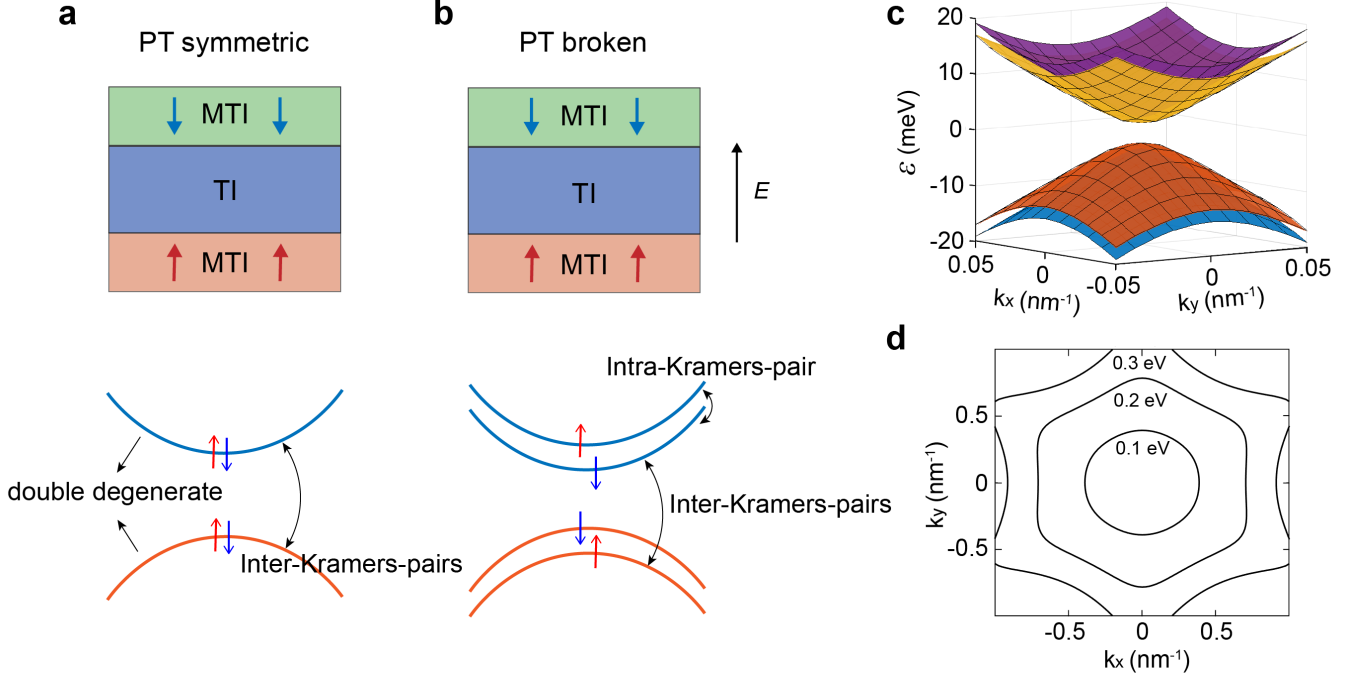 a
PT symmetric
MTI
TI
MTI
double degenerate
Inter-Kramers-pairs
b
PT broken
MTI
TI
MTI
E
Intra-Kramers-pair
Inter-Kramers-pairs
c
ε (meV)
20
10
0
-10
-20
0.05
0
-0.05
0
0.05
kx (nm-1)
ky (nm-1)
d
0.3 eV
0.2 eV
0.1 eV
0.5
0
-0.5
ky (nm-1)
-0.5
0
0.5
kx (nm-1)